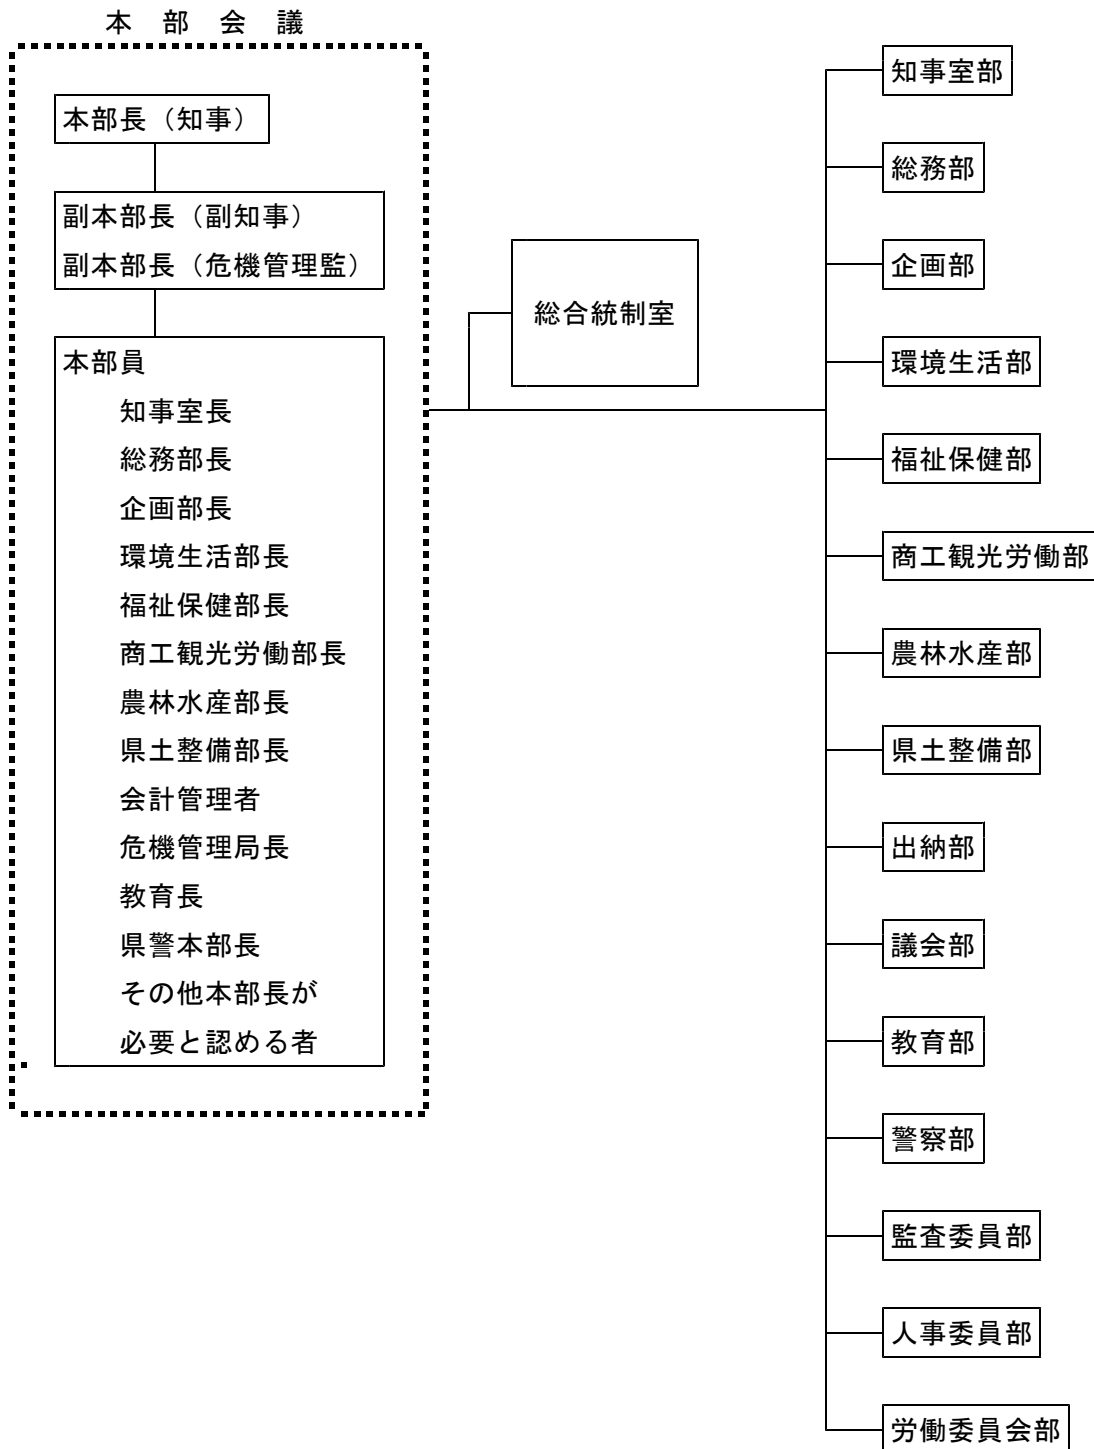 本部会議
本部長（知事）
副本部長（副知事）
副本部長（危機管理監）
本部員
知事室長
総務部長
企画部長
環境生活部長
福祉保健部長
商工観光労働部長
農林水産部長
県土整備部長
会計管理者
危機管理局長
教育長
県警本部長
その他本部長が
必要と認める者
総合統制室
知事室部
総務部
企画部
環境生活部
福祉保健部
商工観光労働部
農林水産部
県土整備部
出納部
議会部
教育部
警察部
監査委員部
人事委員部
労働委員会部